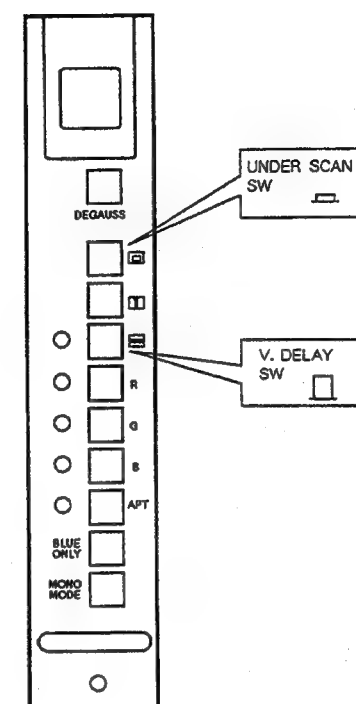 DEGAUSS
UNDER SCAN
SW
V. DELAY
SW
R
G
B
APT
BLUE
ONLY
MONO
MODE